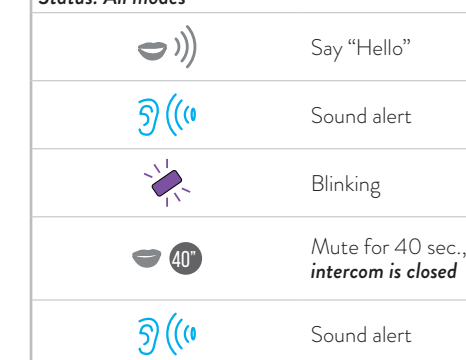 Status: All modes
Say “Hello”
Sound alert
Blinking
40”
Mute for 40 sec.,
intercom is closed
Sound alert